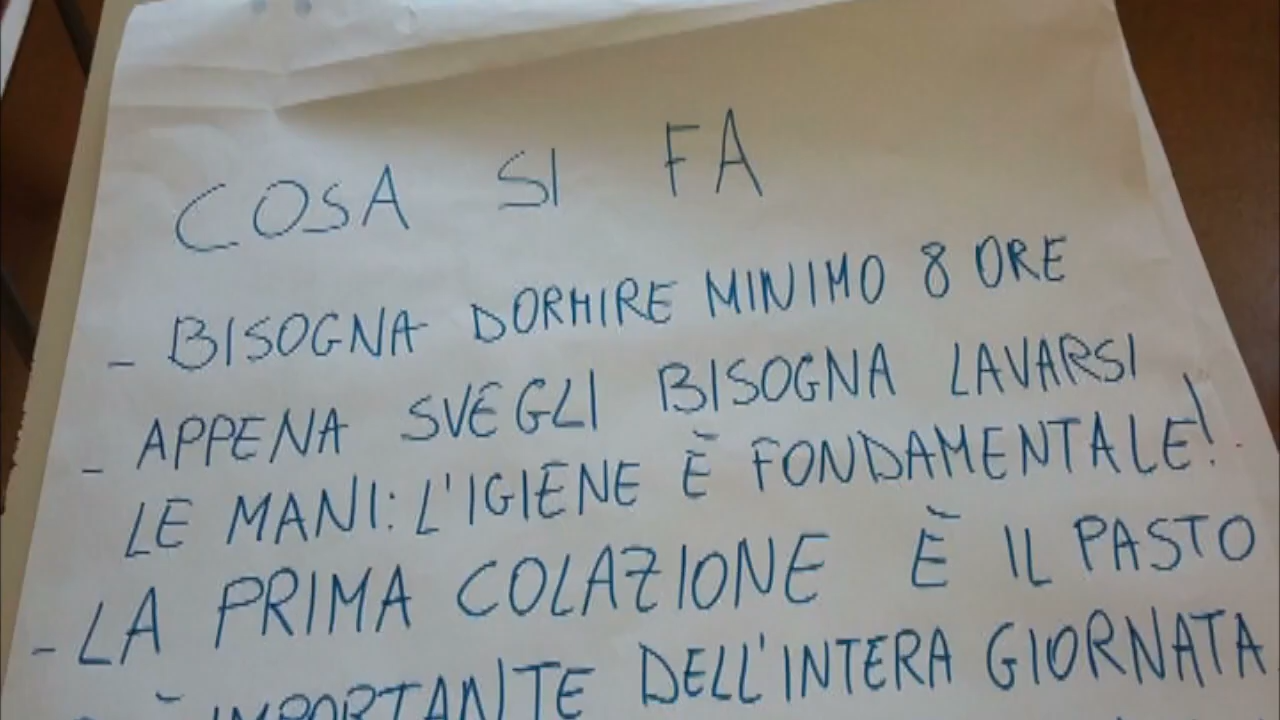 COSA SI FA
- BISOGNA DORMIRE MINIMO 8 ORE
- APPENA SVEGLI BISOGNA LAVARSI
LE MANI: L'IGIENE È FONDAMENTALE!
- LA PRIMA COLAZIONE È IL PASTO
IMPORTANTE DELL'INTERA GIORNATA